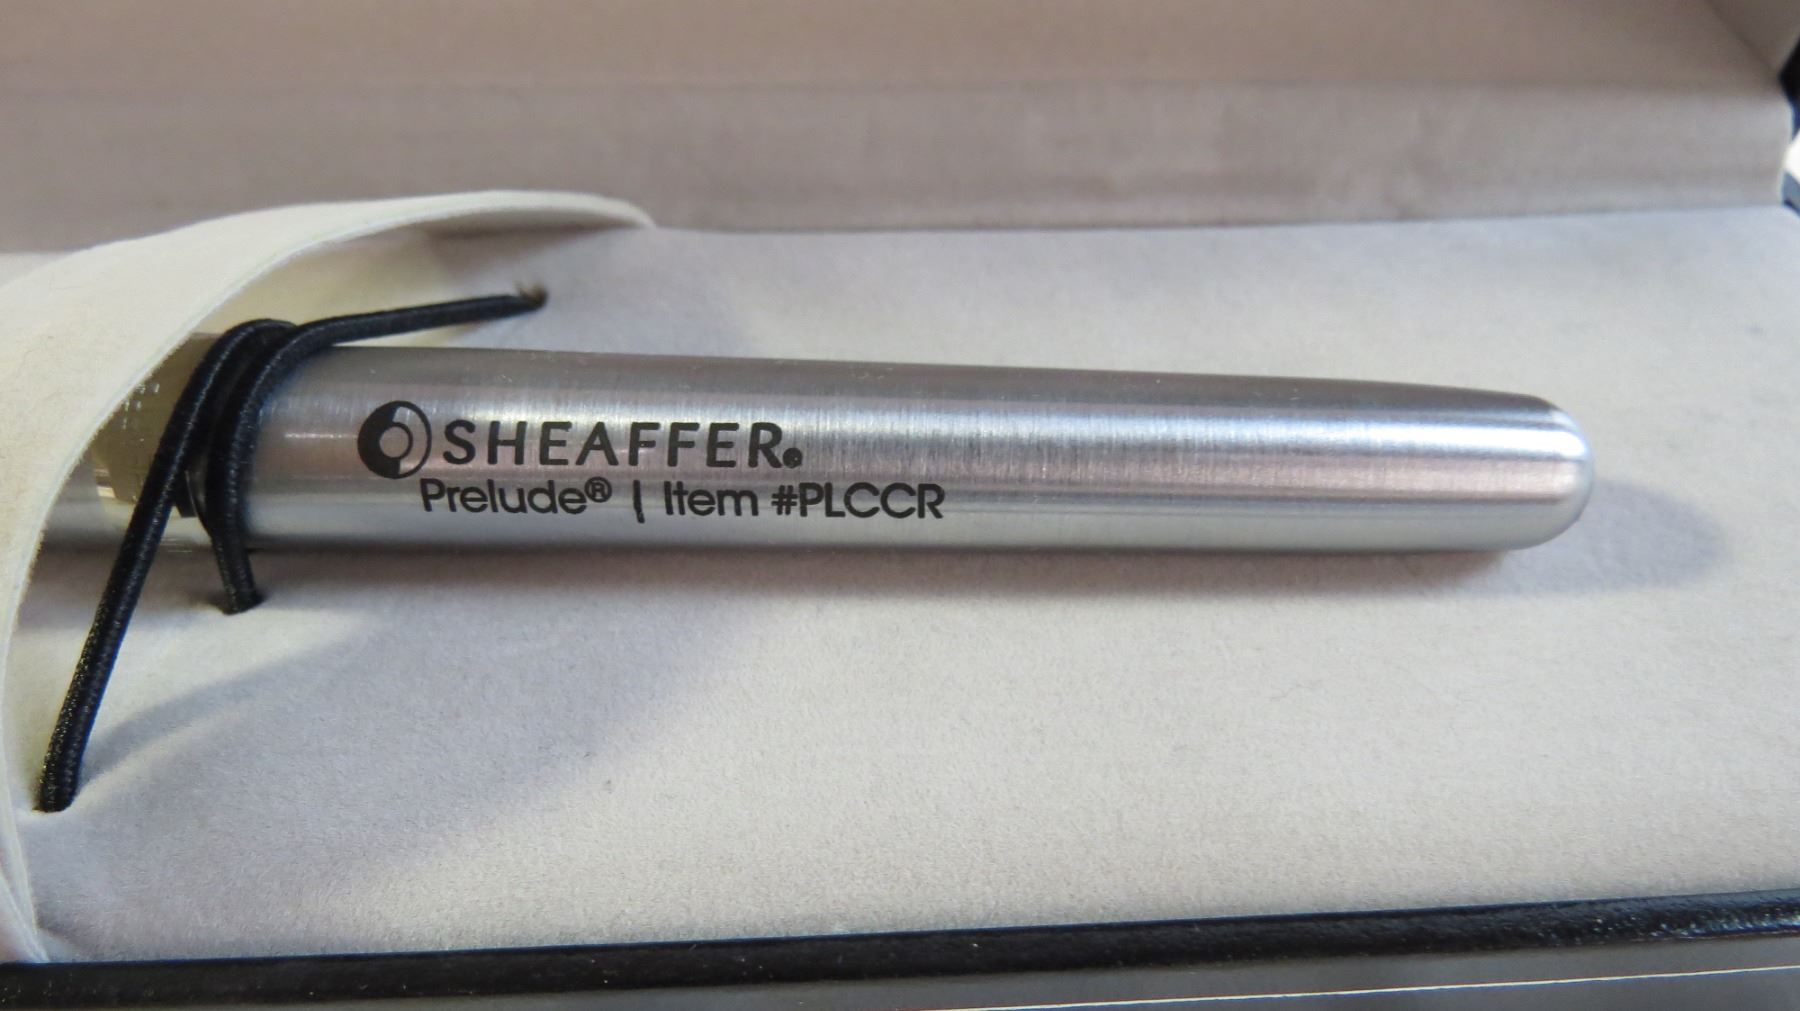 SHEAFFER.
Prelude® | Item #PLCCR